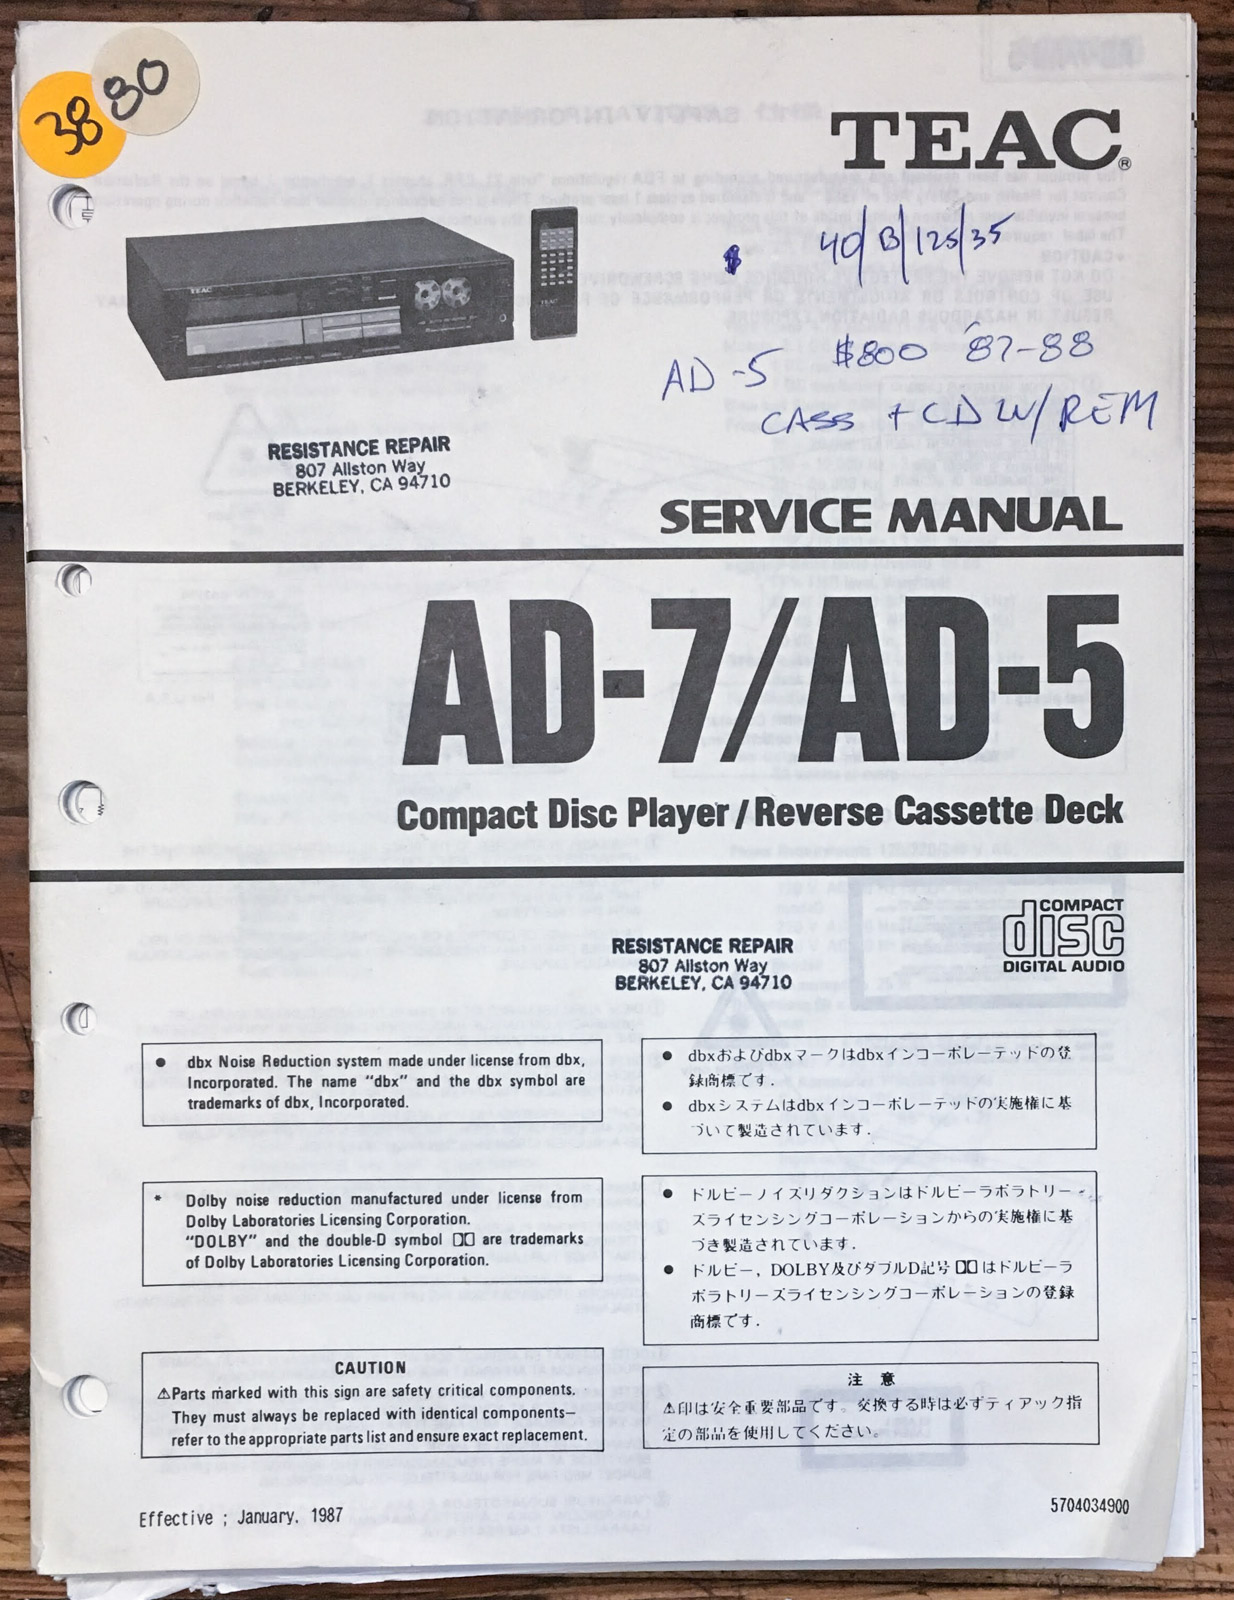 38
80
TEAC®
40/B/125/35
AD-5 $800 '87-88
CASS + CD W/ REM
TEAC
TEAC
RESISTANCE REPAIR
807 Allston Way
BERKELEY, CA 94710
SERVICE MANUAL
AD-7/AD-5
Compact Disc Player/Reverse Cassette Deck
COMPACT
disc
DIGITAL AUDIO
RESISTANCE REPAIR
807 Allston Way
BERKELEY, CA 94710
● dbx Noise Reduction system made under license from dbx,
Incorporated. The name "dbx" and the dbx symbol are
trademarks of dbx, Incorporated.
● dbxおよびdbxマークはdbxインコーポレーテッドの登
録商標です.
● dbxシステムはdbxインコーポレーテッドの実施権に基
づいて製造されています.
* Dolby noise reduction manufactured under license from
Dolby Laboratories Licensing Corporation.
"DOLBY" and the double-D symbol are trademarks
of Dolby Laboratories Licensing Corporation.
● ドルビーノイズリダクションはドルビーラボラトリー
ズライセンシングコーポレーションからの実施権に基
づき製造されています.
● ドルビー, DOLBY及びダブルD記号 はドルビーラ
ボラトリーズライセンシングコーポレーションの登録
商標です.
CAUTION
⚠Parts marked with this sign are safety critical components.
They must always be replaced with identical components–
refer to the appropriate parts list and ensure exact replacement.
注 意
⚠印は安全重要部品です。交換する時は必ずティアック指
定の部品を使用してください。
Effective ; January. 1987
5704034900